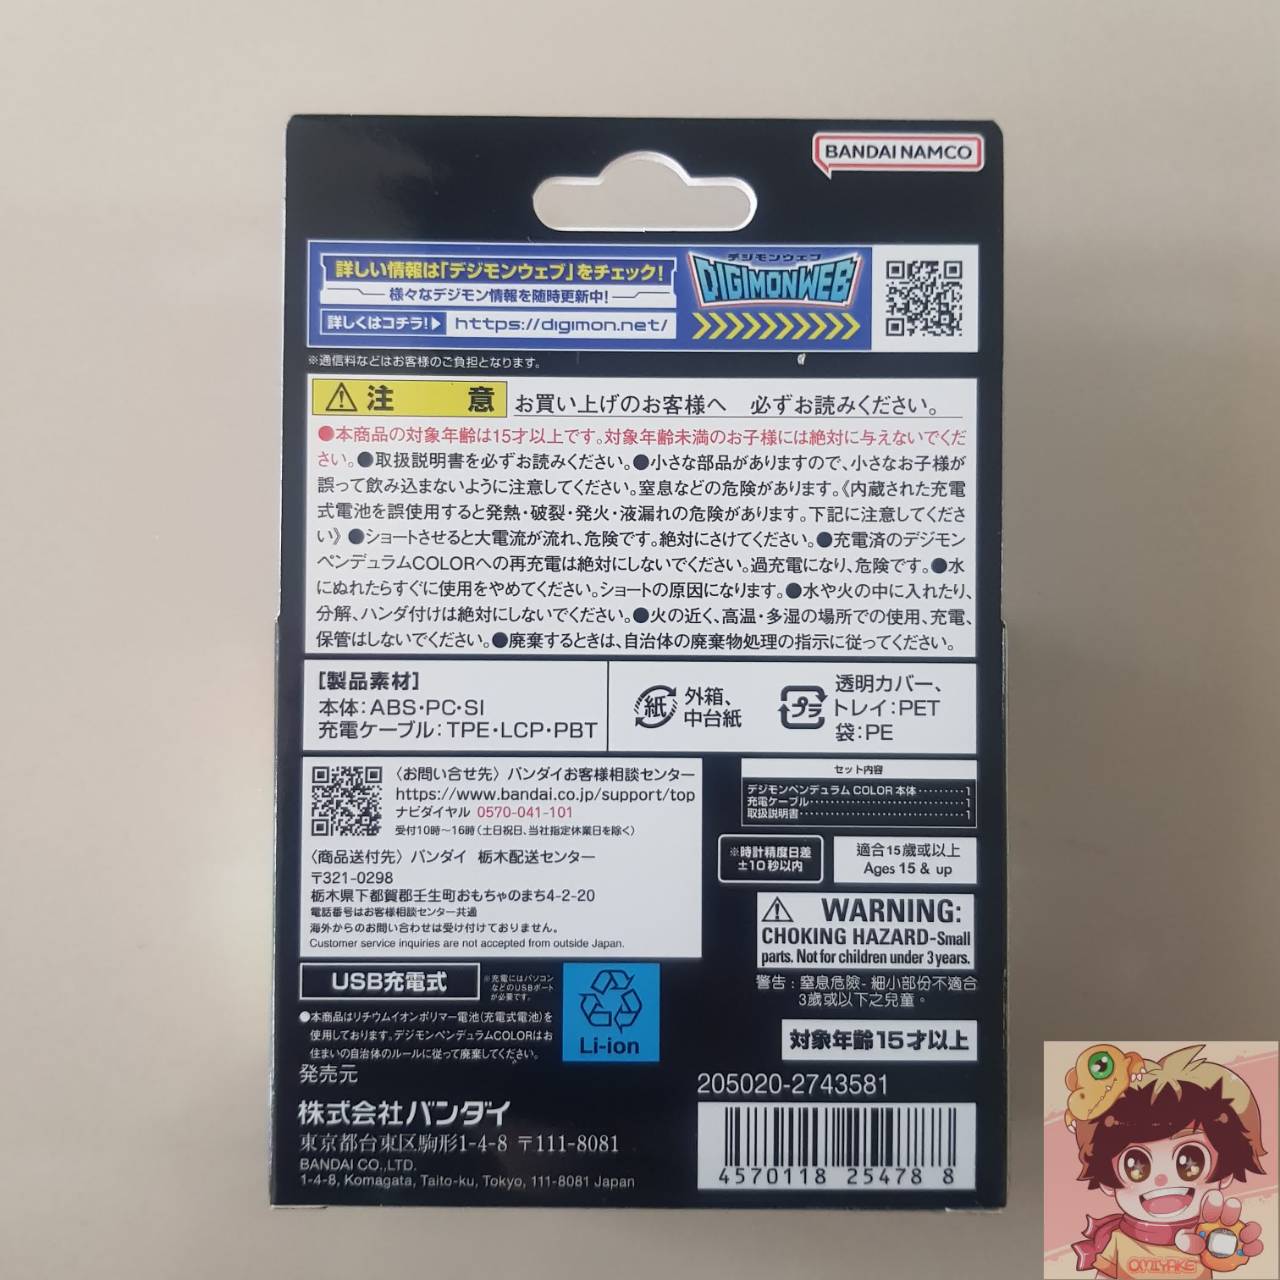 BANDAI NAMCO
詳しい情報は「デジモンウェブ」をチェック!
様々なデジモン情報を随時更新中!
詳しくはコチラ!▶ https://digimon.net/
デジモンウェブ
DIGIMONWEB
※通信料などはお客様のご負担となります。
注意 お買い上げのお客様へ 必ずお読みください。
●本商品の対象年齢は15才以上です。対象年齢未満のお子様には絶対に与えないでくだ
さい。●取扱説明書を必ずお読みください。●小さな部品がありますので、小さなお子様が
誤って飲み込まないように注意してください。窒息などの危険があります。《内蔵された充電
式電池を誤使用すると発熱・破裂・発火・液漏れの危険があります。下記に注意してくださ
い》●ショートさせると大電流が流れ、危険です。絶対にさけてください。●充電済のデジモン
ペンデュラムCOLORへの再充電は絶対にしないでください。過充電になり、危険です。●水
にぬれたらすぐに使用をやめてください。ショートの原因になります。●水や火の中に入れたり、
分解、ハンダ付けは絶対にしないでください。●火の近く、高温・多湿の場所での使用、充電、
保管はしないでください。●廃棄するときは、自治体の廃棄物処理の指示に従ってください。
[製品素材]
本体:ABS・PC・SI
充電ケーブル:TPE・LCP・PBT
紙 外箱、
中台紙
プラ 透明カバー、
トレイ:PET
袋:PE
〈お問い合せ先〉バンダイお客様相談センター
https://www.bandai.co.jp/support/top
ナビダイヤル 0570-041-101
受付10時~16時(土日祝日、当社指定休業日を除く)
〈商品送付先〉バンダイ 栃木配送センター
〒321-0298
栃木県下都賀郡壬生町おもちゃのまち4-2-20
電話番号はお客様相談センター共通
海外からのお問い合わせは受け付けておりません。
Customer service inquiries are not accepted from outside Japan.
セット内容
デジモンペンデュラム COLOR 本体・・・・・・・・1
充電ケーブル・・・・・・・・1
取扱説明書・・・・・・・・1
※時計精度日差
±10秒以内
適合15歲或以上
Ages 15 & up
WARNING:
CHOKING HAZARD-Small
parts. Not for children under 3 years.
警告:窒息危險-細小部份不適合
3歲或以下之兒童。
対象年齢15才以上
USB充電式
※充電にはパソコン
などのUSBポート
が必要です。
●本商品はリチウムイオンポリマー電池(充電式電池)を
使用しております。デジモンペンデュラムCOLORはお
住まいの自治体のルールに従って廃棄してください。
Li-ion
発売元
株式会社バンダイ
東京都台東区駒形1-4-8 〒111-8081
BANDAI CO.,LTD.
1-4-8, Komagata, Taito-ku, Tokyo, 111-8081 Japan
205020-2743581
4570118 25478 8
OMIYAKE